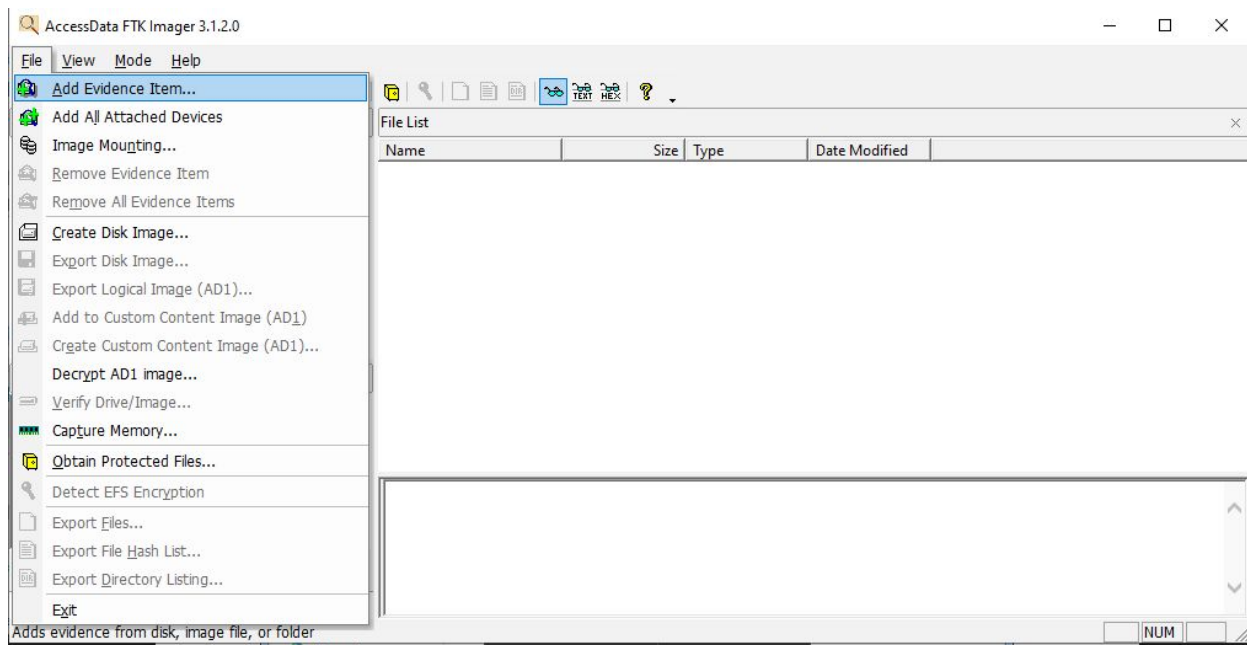 AccessData FTK Imager 3.1.2.0
File View Mode Help
Add Evidence Item...
Add All Attached Devices
Image Mounting...
Remove Evidence Item
Remove All Evidence Items
Create Disk Image...
Export Disk Image...
Export Logical Image (AD1)...
Add to Custom Content Image (AD1)
Create Custom Content Image (AD1)...
Decrypt AD1 image...
Verify Drive/Image...
Capture Memory...
Obtain Protected Files...
Detect EFS Encryption
Export Files...
Export File Hash List...
Export Directory Listing...
Exit
TEXT HEX
File List
Name Size Type Date Modified
Adds evidence from disk, image file, or folder
NUM